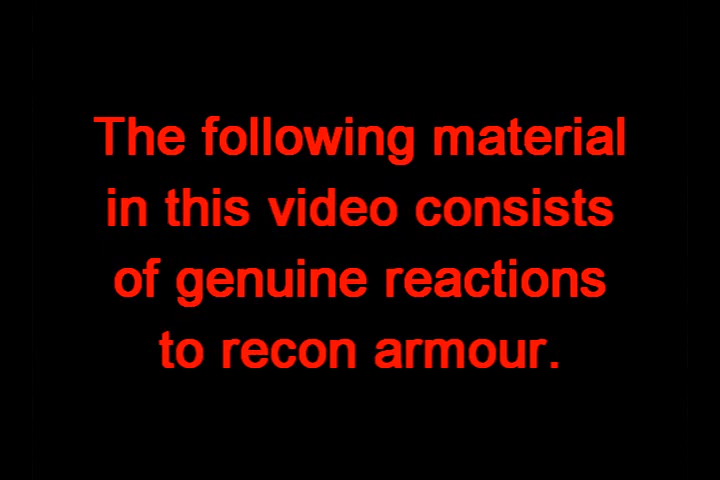 The following material
in this video consists
of genuine reactions
to recon armour.